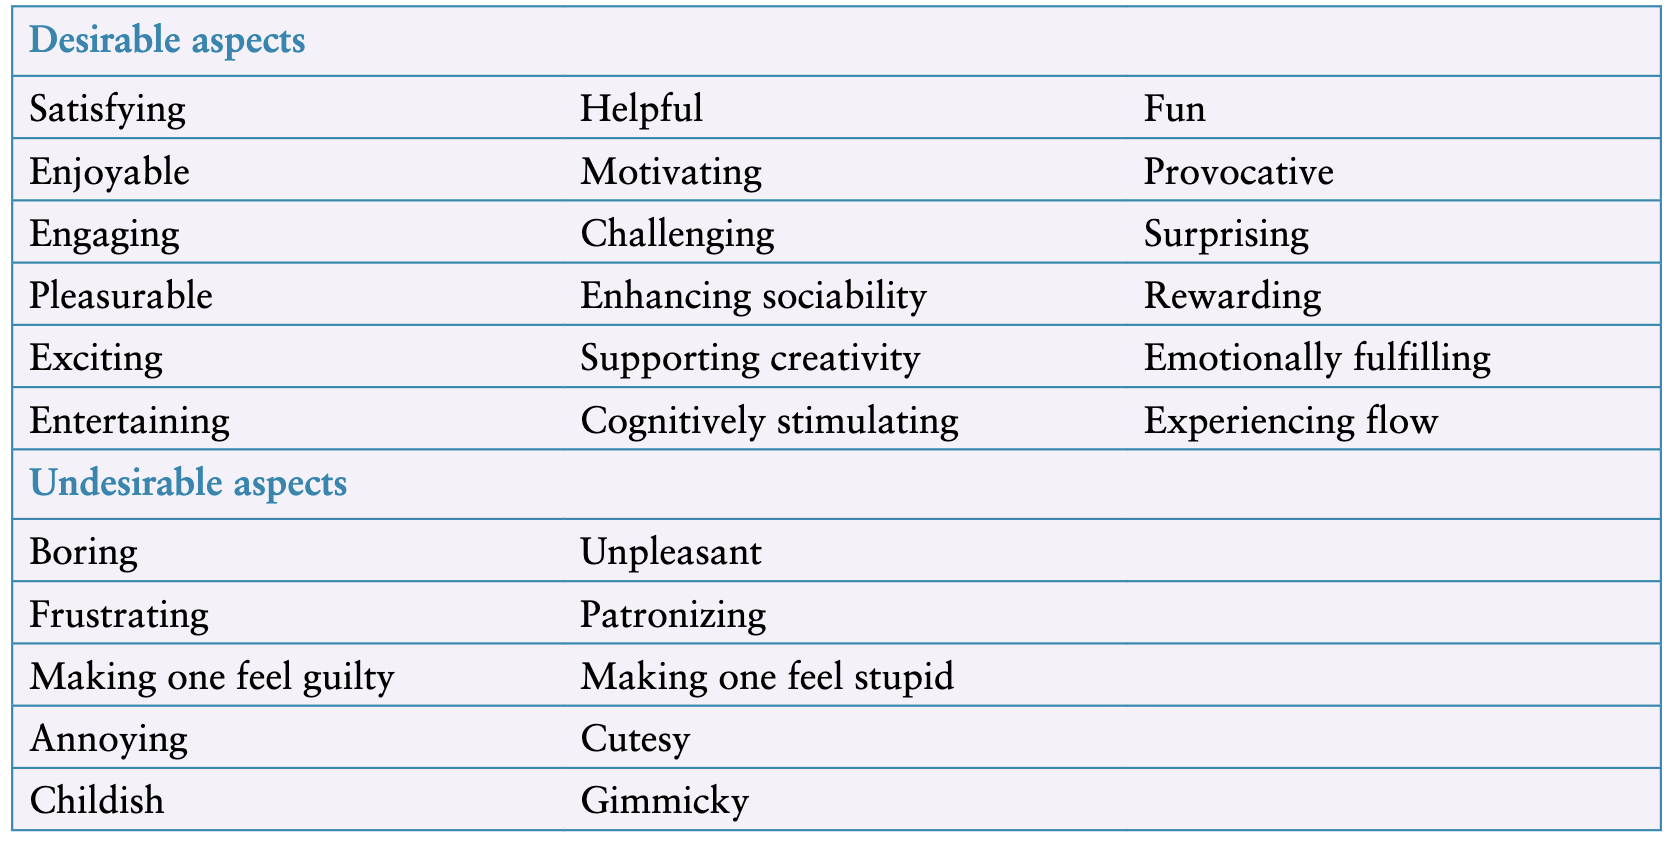 Desirable aspects
Satisfying Helpful Fun
Enjoyable Motivating Provocative
Engaging Challenging Surprising
Pleasurable Enhancing sociability Rewarding
Exciting Supporting creativity Emotionally fulfilling
Entertaining Cognitively stimulating Experiencing flow
Undesirable aspects
Boring Unpleasant
Frustrating Patronizing
Making one feel guilty Making one feel stupid
Annoying Cutesy
Childish Gimmicky